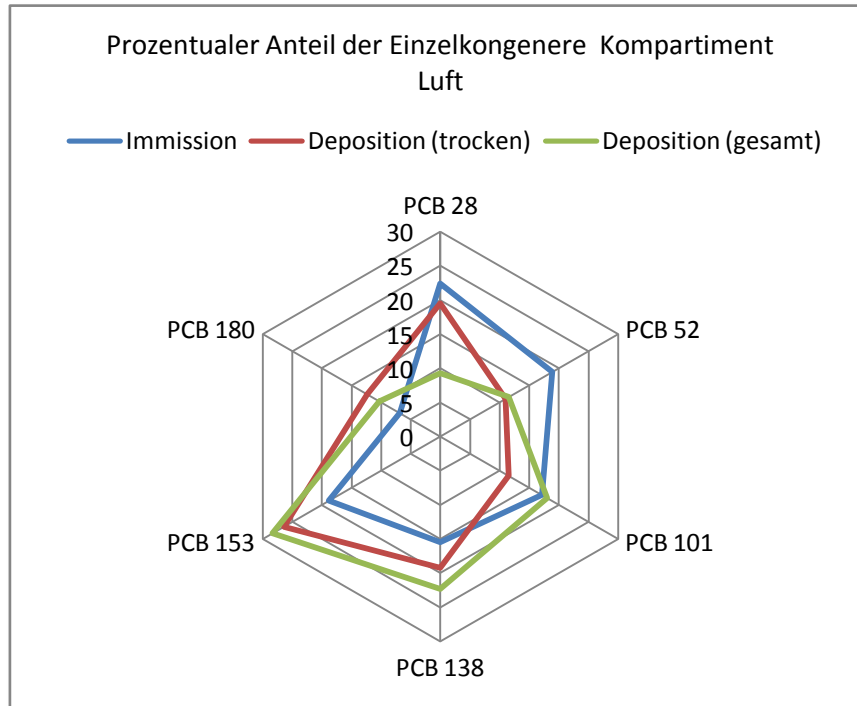 Prozentualer Anteil der Einzelkongenere Kompartiment
Luft
Immission Deposition (trocken) Deposition (gesamt)
PCB 28
30
25
20
15
10
5
0
PCB 180
PCB 52
PCB 153
PCB 101
PCB 138